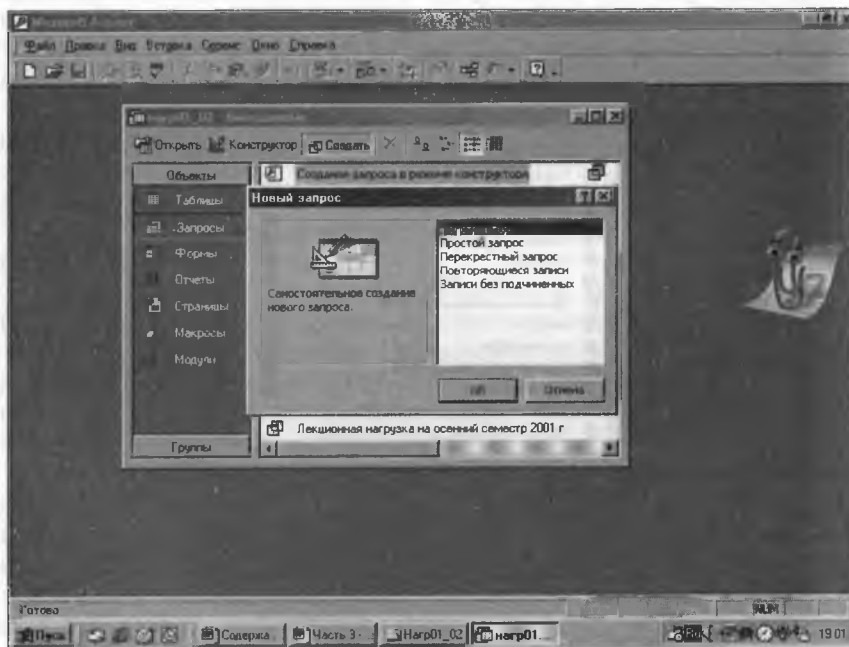 Microsoft Access
Файл Правка Вид Вставка Сервис Окно Справка
нагр01_02
Открыть Конструктор Создать
Объекты
Создание запроса в режиме конструктора
Таблицы
Новый запрос
Запросы
Формы
Отчеты
Страницы
Макросы
Модули
Простой запрос
Перекрестный запрос
Повторяющиеся записи
Записи без подчиненных
Самостоятельное создание
нового запроса.
Отмена
Лекционная нагрузка на осенний семестр 2001 г
Группы
Готово
NUM
Пуск Содержа... Часть 3 - ... Нагр01_02 нагр01... 19:01